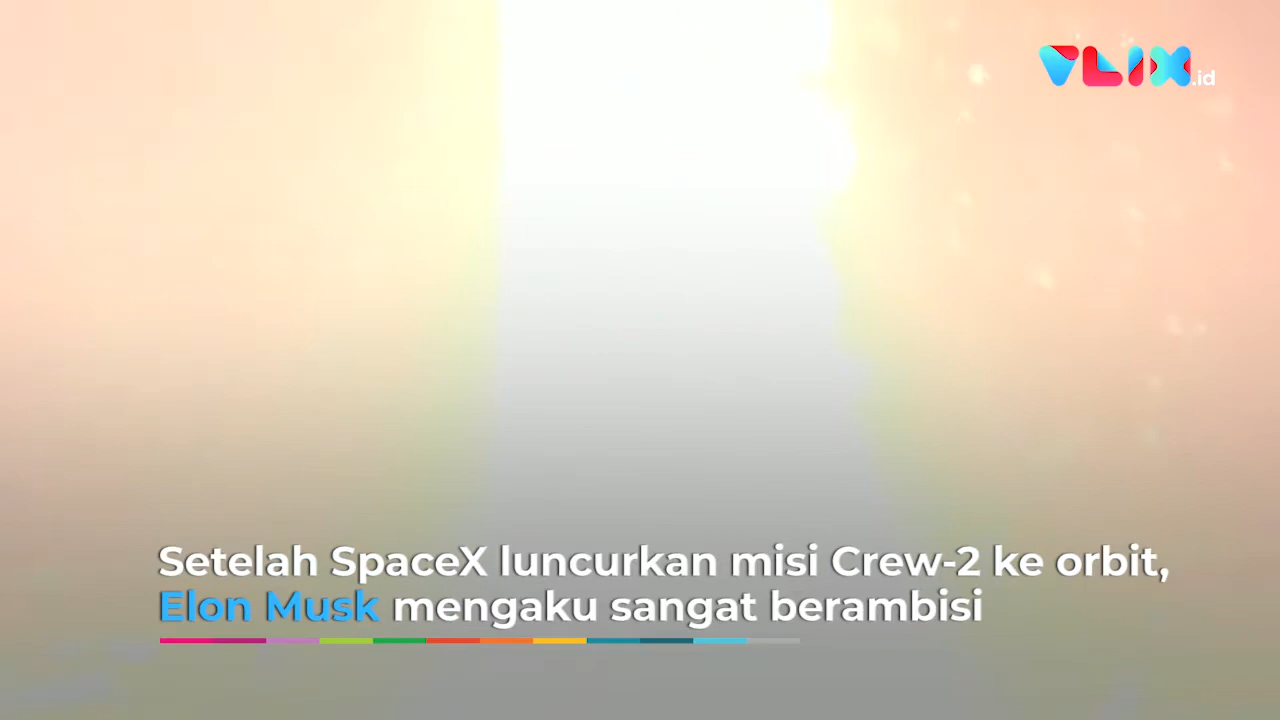 VLIX.id
Setelah SpaceX luncurkan misi Crew-2 ke orbit,
Elon Musk mengaku sangat berambisi